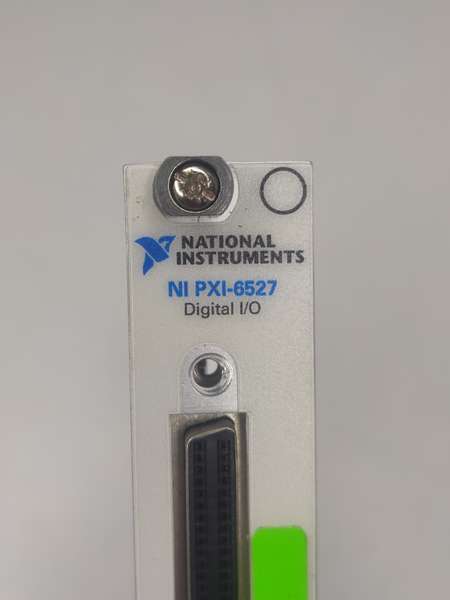 NATIONAL
INSTRUMENTS
NI PXI-6527
Digital I/O